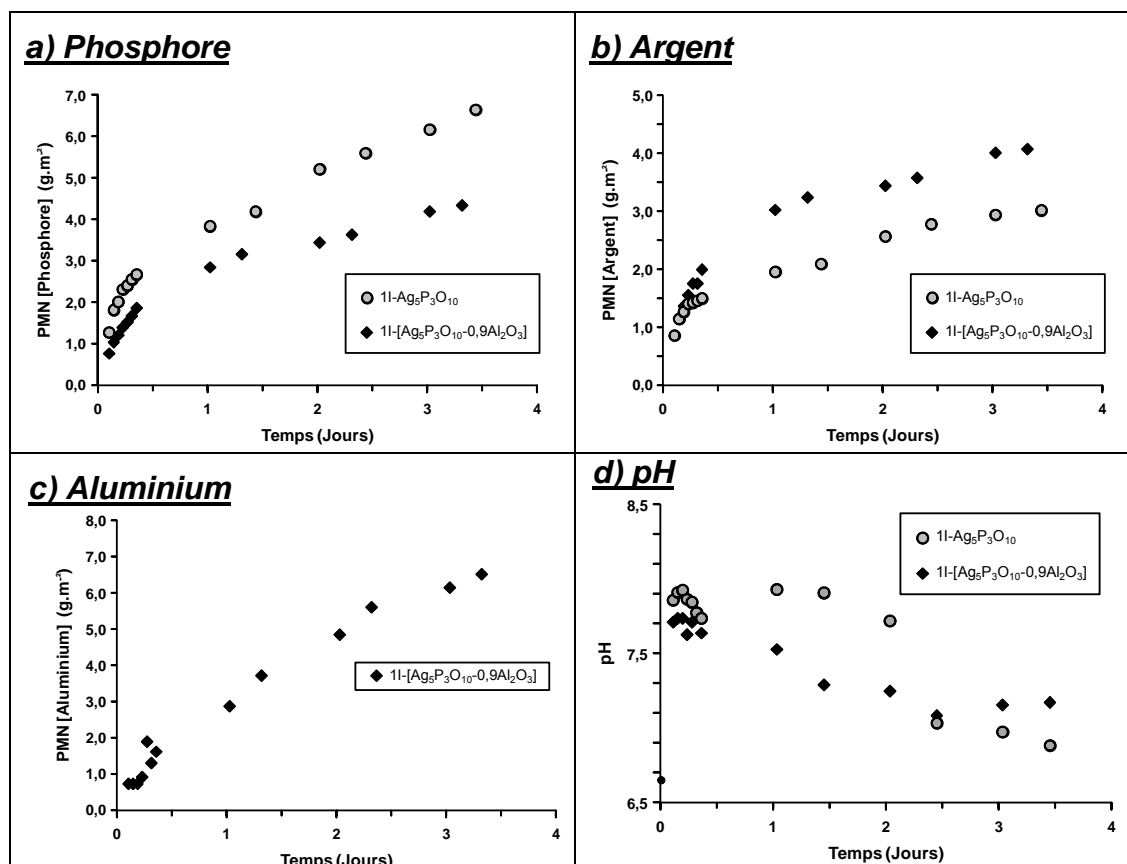 a) Phosphore
PMN [Phosphore] (g.m⁻²)
7,0
6,0
5,0
4,0
3,0
2,0
1,0
0,0
1I-Ag₅P₃O₁₀
1I-[Ag₅P₃O₁₀-0,9Al₂O₃]
0 1 2 3 4
Temps (Jours)
b) Argent
PMN [Argent] (g.m⁻²)
5,0
4,0
3,0
2,0
1,0
0,0
1I-Ag₅P₃O₁₀
1I-[Ag₅P₃O₁₀-0,9Al₂O₃]
0 1 2 3 4
Temps (Jours)
c) Aluminium
PMN [Aluminium] (g.m⁻²)
8,0
7,0
6,0
5,0
4,0
3,0
2,0
1,0
0,0
1I-[Ag₅P₃O₁₀-0,9Al₂O₃]
0 1 2 3 4
Temps (Jours)
d) pH
pH
8,5
7,5
6,5
1I-Ag₅P₃O₁₀
1I-[Ag₅P₃O₁₀-0,9Al₂O₃]
0 1 2 3 4
Temps (Jours)